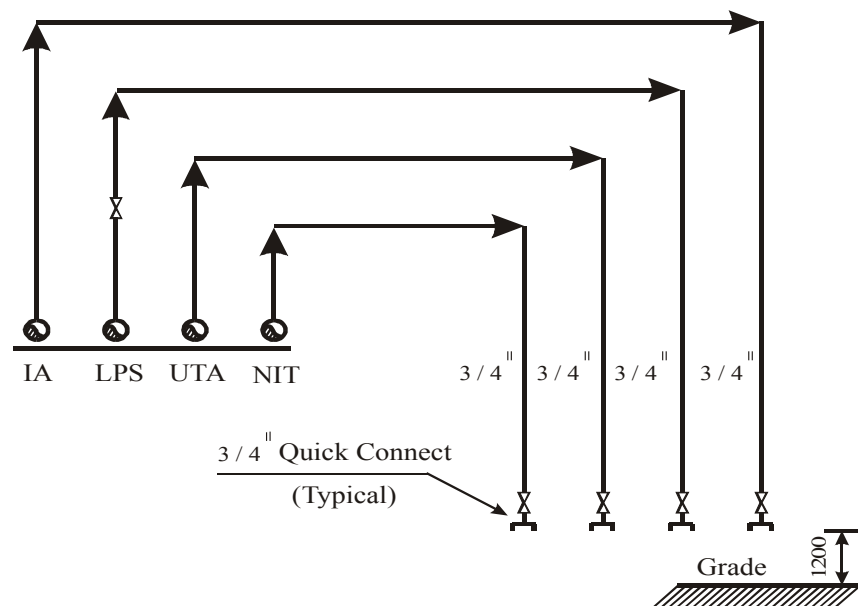 IA LPS UTA NIT
3 / 4" 3 / 4" 3 / 4" 3 / 4"
3 / 4" Quick Connect
(Typical)
Grade
1200